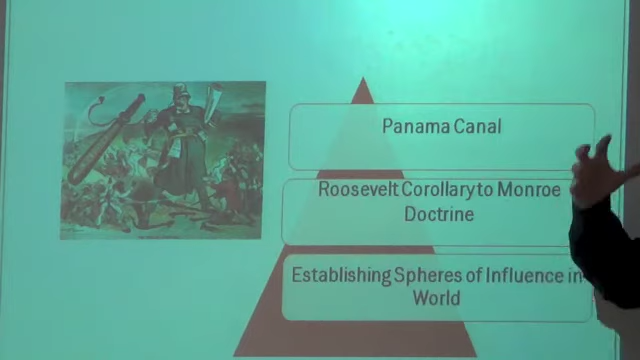 Panama Canal
Roosevelt Corollary to Monroe
Doctrine
Establishing Spheres of Influence in
World